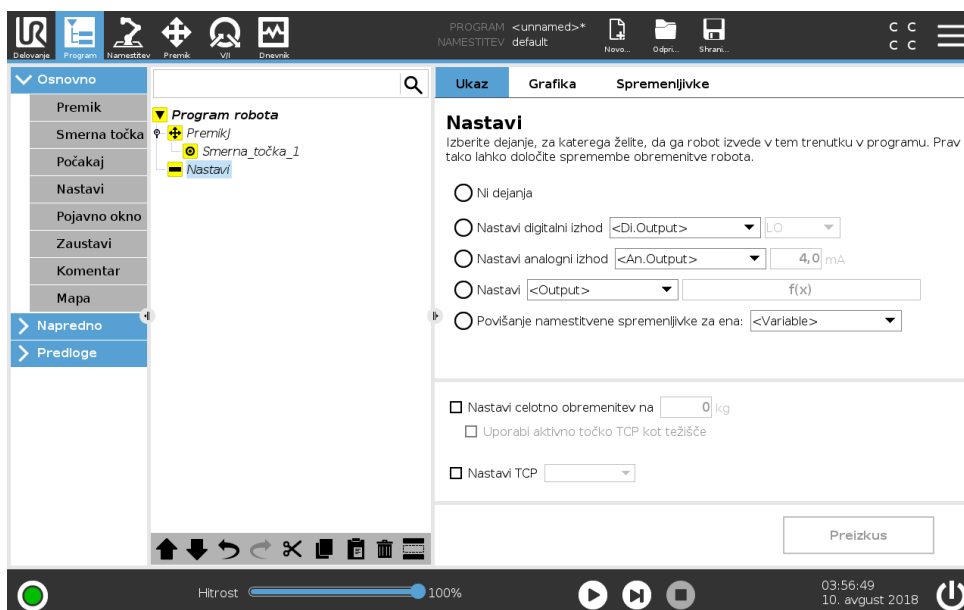 UR
PROGRAM <unnamed>*
NAMESTITEV default
Delovanje Program Namestitev Premik V/I Dnevnik
Novo... Odpri... Shrani...
C C
C C
Osnovno
Premik
Smerna točka
Počakaj
Nastavi
Pojavno okno
Zaustavi
Komentar
Mapa
Napredno
Predloge
Program robota
PremikJ
Smerna_točka_1
Nastavi
Ukaz Grafika Spremenljivke
Nastavi
Izberite dejanje, za katerega želite, da ga robot izvede v tem trenutku v programu. Prav
tako lahko določite spremembe obremenitve robota.
Ni dejanja
Nastavi digitalni izhod <Di.Output> LO
Nastavi analogni izhod <An.Output> 4,0 mA
Nastavi <Output> f(x)
Povišanje namestitvene spremenljivke za ena: <Variable>
Nastavi celotno obremenitev na 0 kg
Uporabi aktivno točko TCP kot težišče
Nastavi TCP
Preizkus
Hitrost 100%
03:56:49
10. avgust 2018